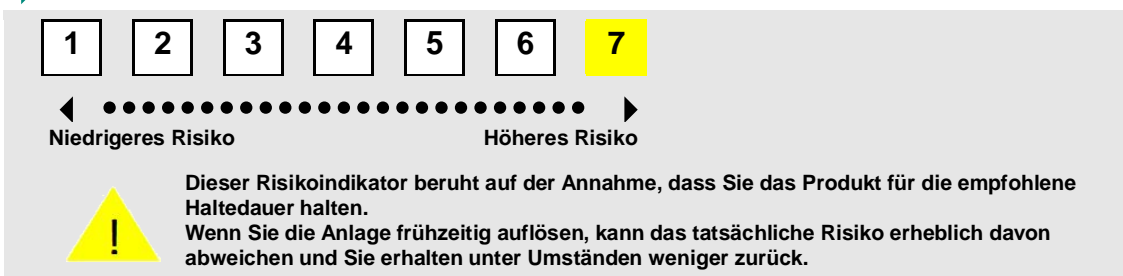 1 2 3 4 5 6 7
Niedrigeres Risiko Höheres Risiko
Dieser Risikoindikator beruht auf der Annahme, dass Sie das Produkt für die empfohlene
Haltedauer halten.
! Wenn Sie die Anlage frühzeitig auflösen, kann das tatsächliche Risiko erheblich davon
abweichen und Sie erhalten unter Umständen weniger zurück.